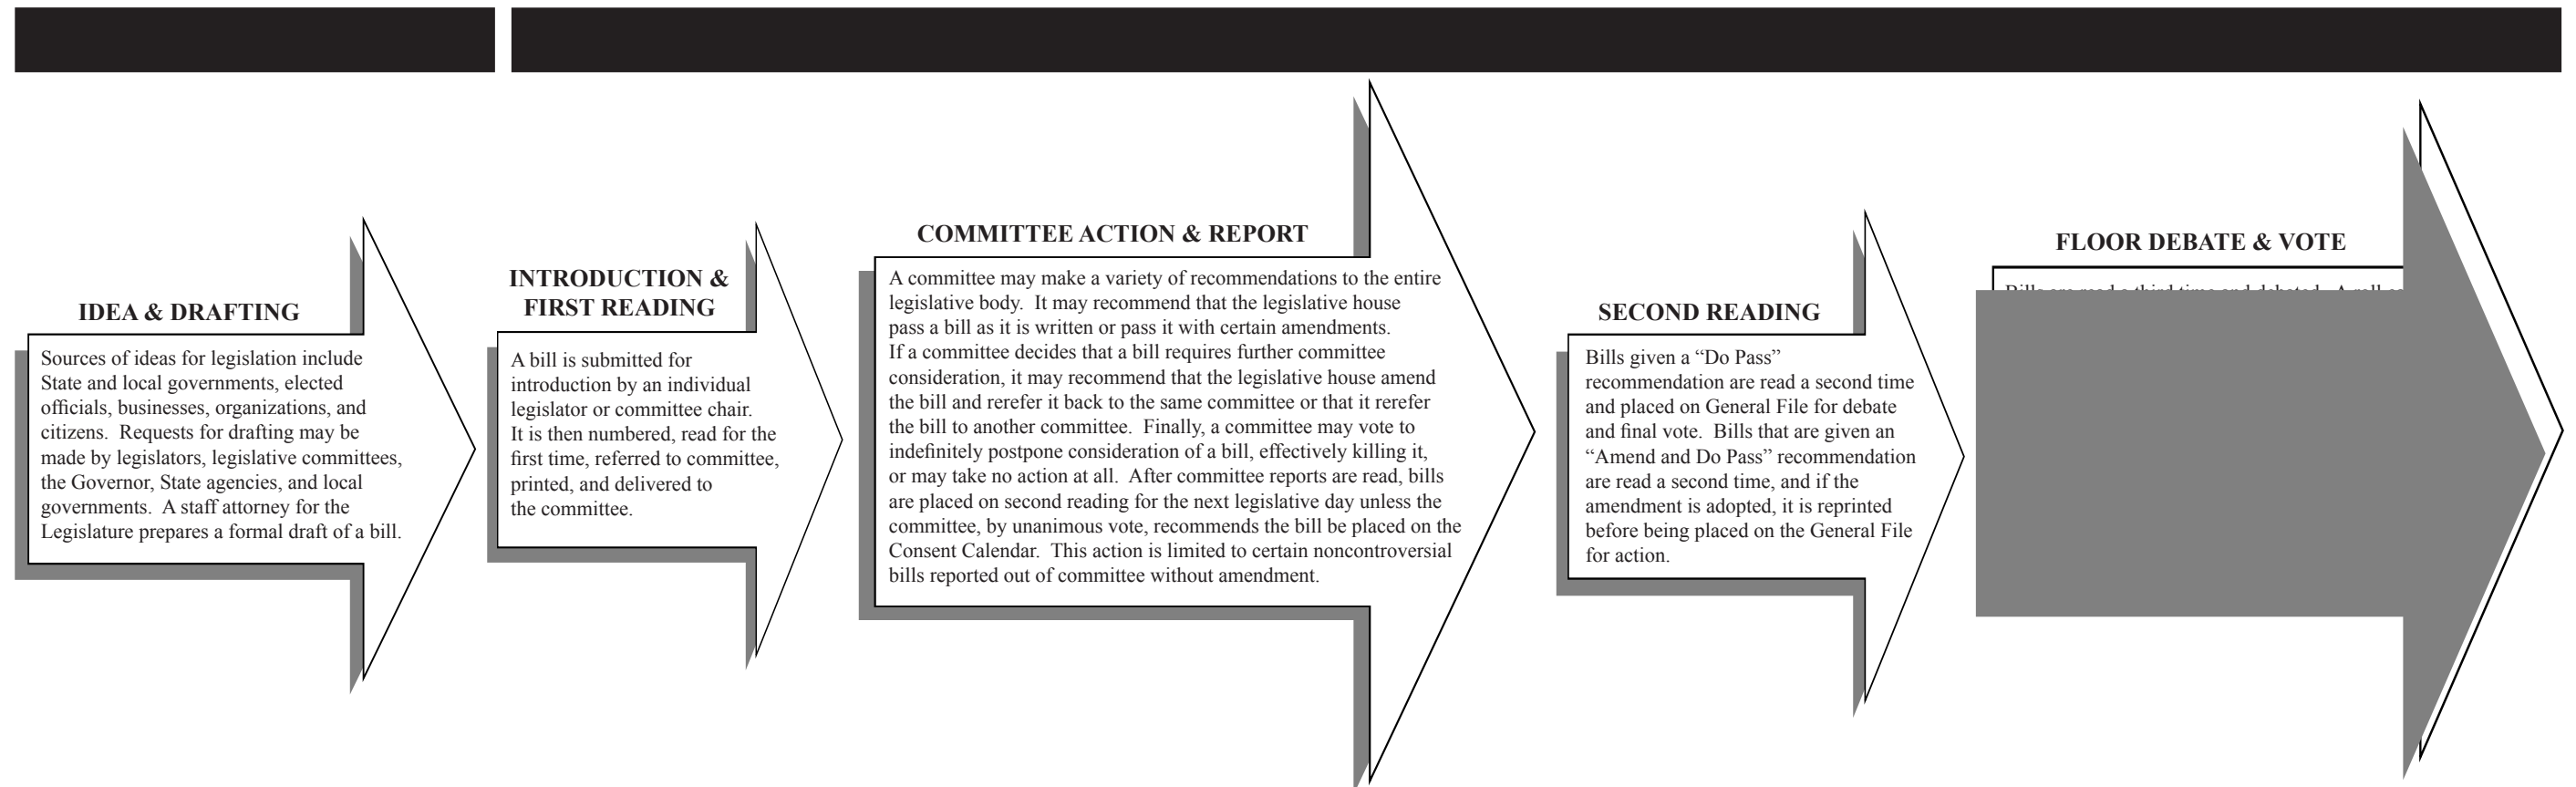 IDEA & DRAFTING
Sources of ideas for legislation include
State and local governments, elected
officials, businesses, organizations, and
citizens. Requests for drafting may be
made by legislators, legislative committees,
the Governor, State agencies, and local
governments. A staff attorney for the
Legislature prepares a formal draft of a bill.
INTRODUCTION &
FIRST READING
A bill is submitted for
introduction by an individual
legislator or committee chair.
It is then numbered, read for the
first time, referred to committee,
printed, and delivered to
the committee.
COMMITTEE ACTION & REPORT
A committee may make a variety of recommendations to the entire
legislative body. It may recommend that the legislative house
pass a bill as it is written or pass it with certain amendments.
If a committee decides that a bill requires further committee
consideration, it may recommend that the legislative house amend
the bill and rerefer it back to the same committee or that it rerefer
the bill to another committee. Finally, a committee may vote to
indefinitely postpone consideration of a bill, effectively killing it,
or may take no action at all. After committee reports are read, bills
are placed on second reading for the next legislative day unless the
committee, by unanimous vote, recommends the bill be placed on the
Consent Calendar. This action is limited to certain noncontroversial
bills reported out of committee without amendment.
SECOND READING
Bills given a “Do Pass”
recommendation are read a second time
and placed on General File for debate
and final vote. Bills that are given an
“Amend and Do Pass” recommendation
are read a second time, and if the
amendment is adopted, it is reprinted
before being placed on the General File
for action.
FLOOR DEBATE & VOTE
Bills are read a third time and debated. A roll